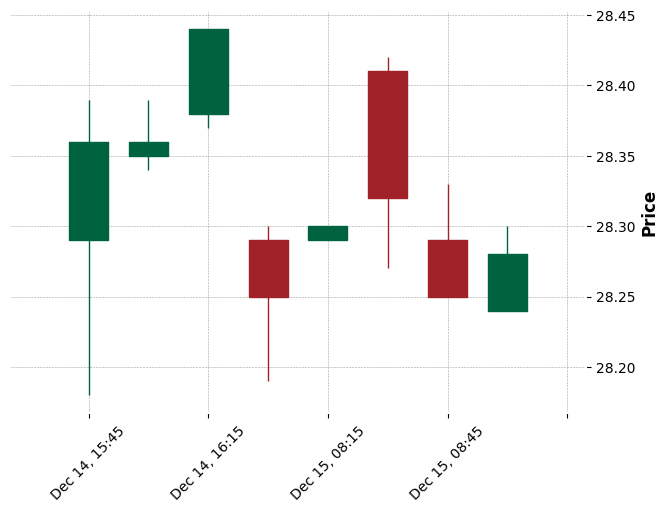 28.45
28.40
28.35
28.30
28.25
28.20
Price
Dec 14, 15:45
Dec 14, 16:15
Dec 15, 08:15
Dec 15, 08:45